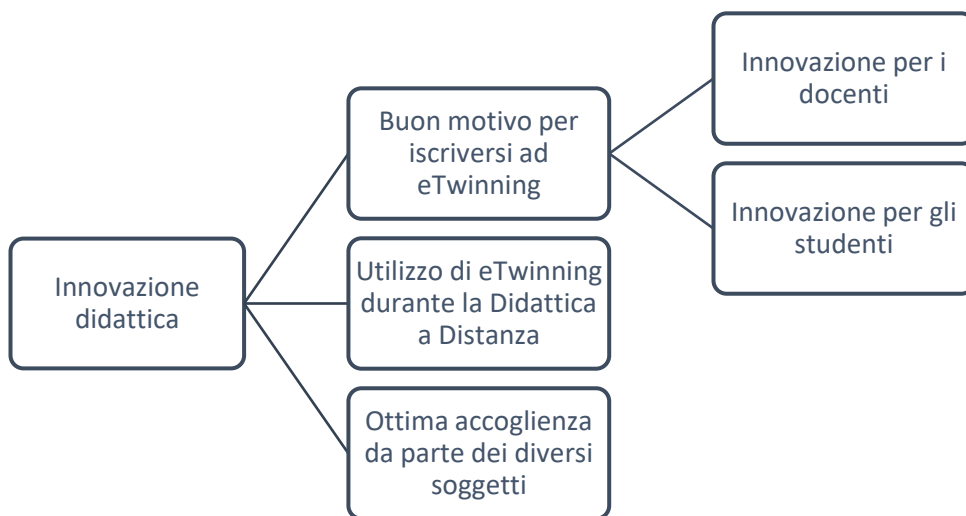 Innovazione
didattica
Buon motivo per
iscriversi ad
eTwinning
Innovazione per i
docenti
Innovazione per gli
studenti
Utilizzo di eTwinning
durante la Didattica
a Distanza
Ottima accoglienza
da parte dei diversi
soggetti